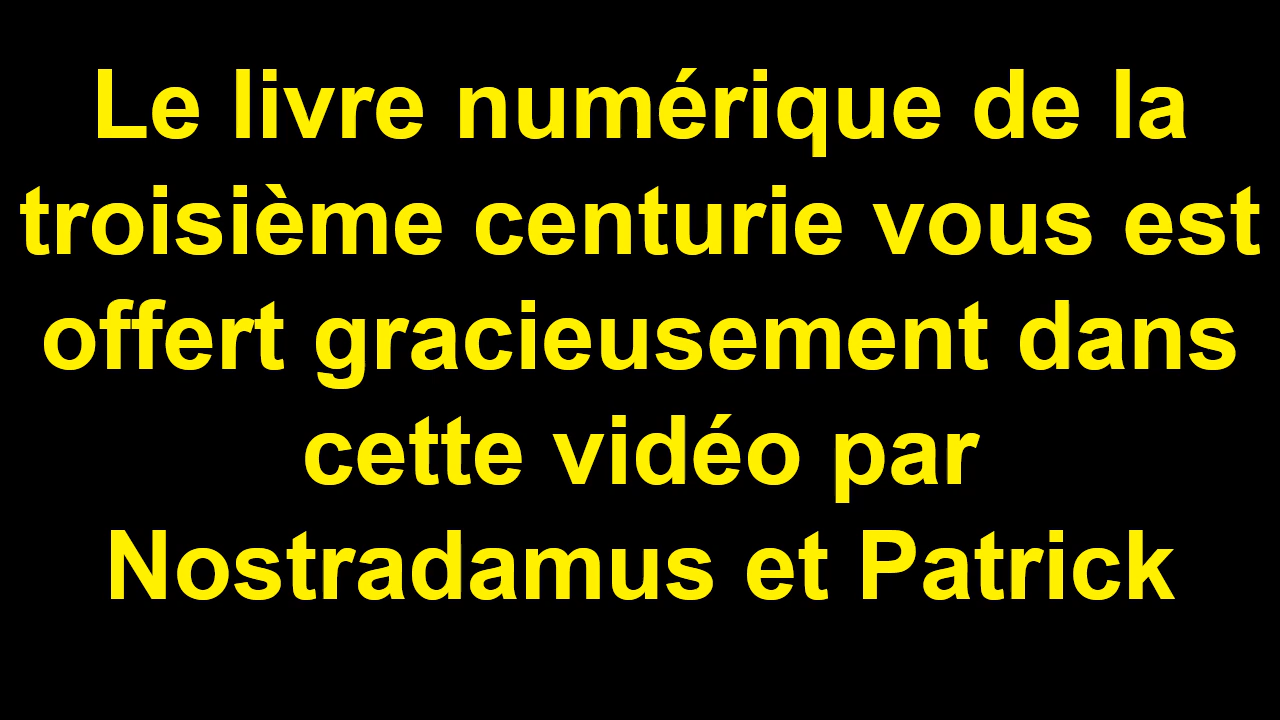 Le livre numérique de la
troisième centurie vous est
offert gracieusement dans
cette vidéo par
Nostradamus et Patrick